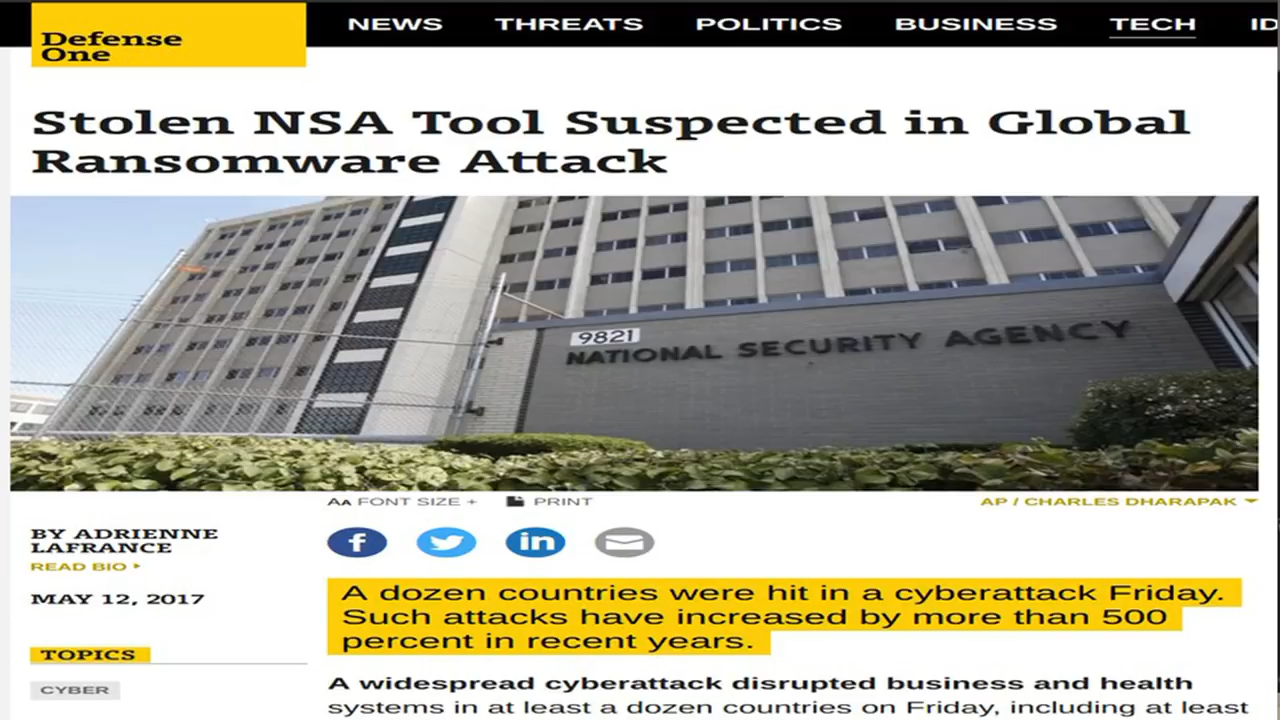 Defense
One
NEWS THREATS POLITICS BUSINESS TECH ID
Stolen NSA Tool Suspected in Global
Ransomware Attack
9821
NATIONAL SECURITY AGENCY
AA FONT SIZE + PRINT
AP / CHARLES DHARAPAK
BY ADRIENNE
LAFRANCE
READ BIO
MAY 12, 2017
TOPICS
CYBER
f in
A dozen countries were hit in a cyberattack Friday.
Such attacks have increased by more than 500
percent in recent years.
A widespread cyberattack disrupted business and health
systems in at least a dozen countries on Friday, including at least